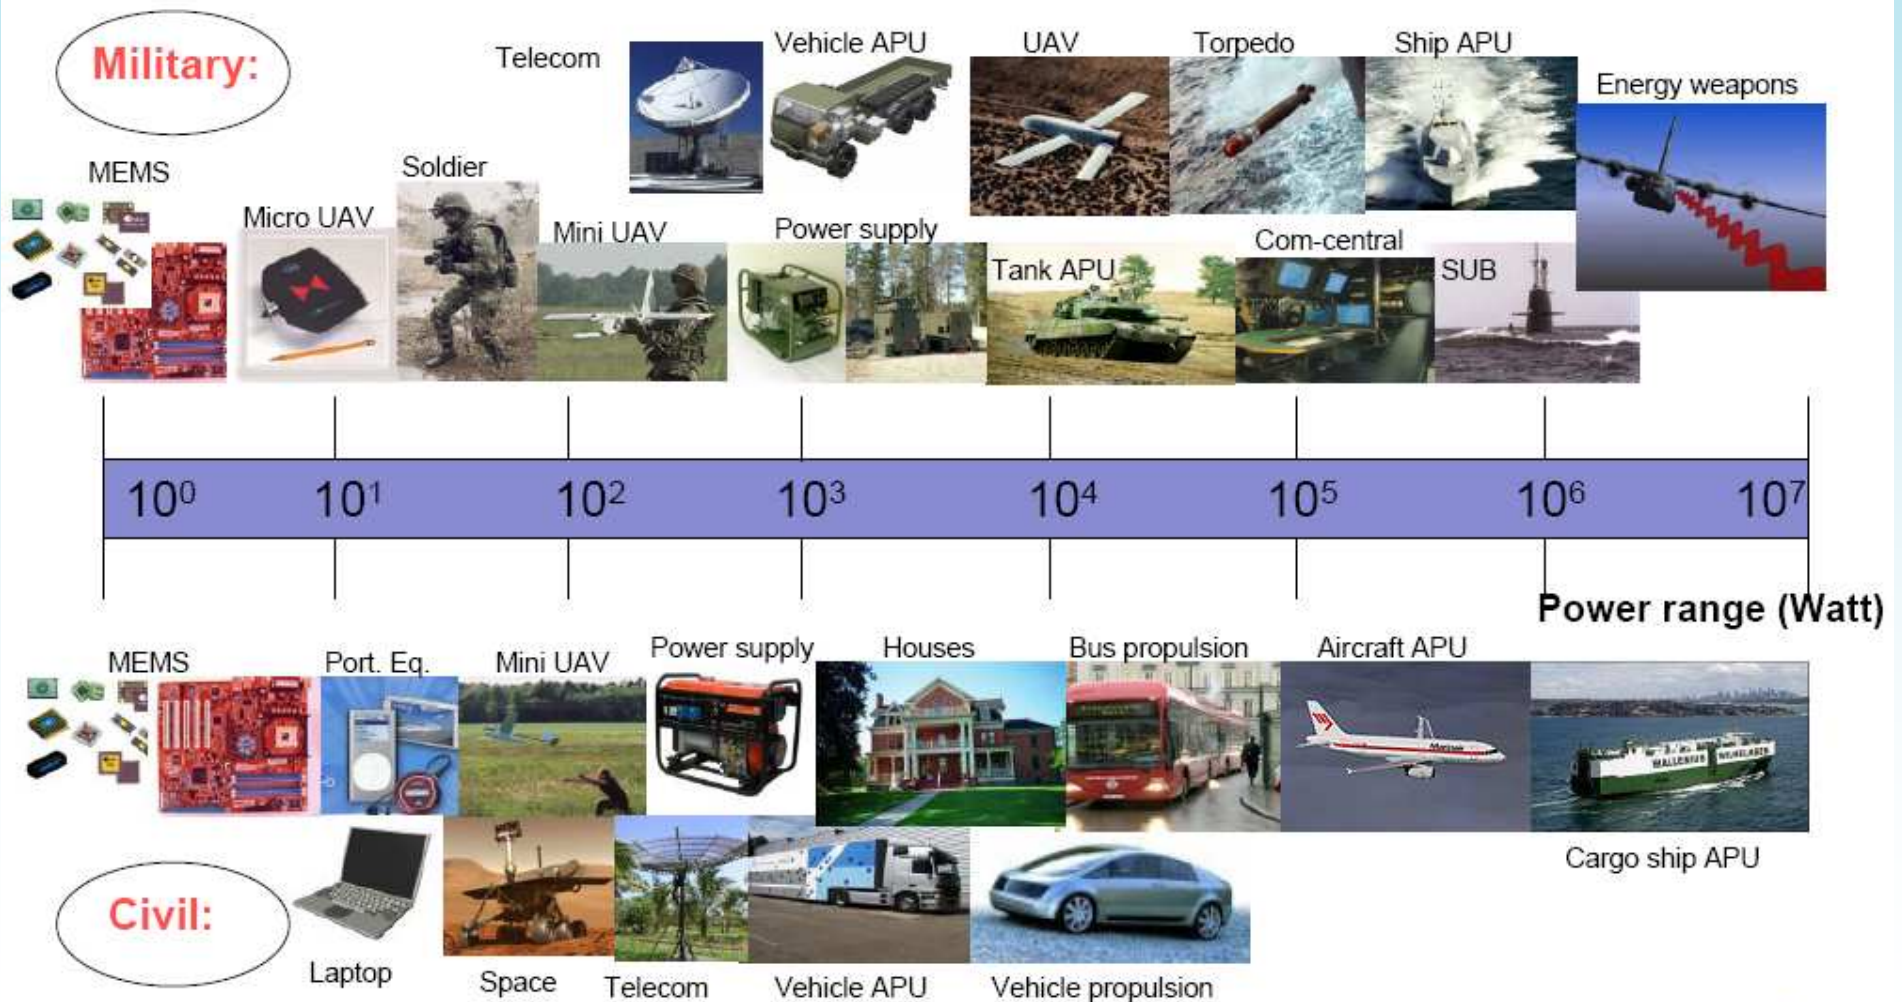 Military:
Telecom
Vehicle APU
UAV
Torpedo
Ship APU
Energy weapons
MEMS
Soldier
Micro UAV
Mini UAV
Power supply
Com-central
Tank APU
SUB
10⁰ 10¹ 10² 10³ 10⁴ 10⁵ 10⁶ 10⁷
Power range (Watt)
MEMS
Port. Eq.
Mini UAV
Power supply
Houses
Bus propulsion
Aircraft APU
WALLENIUS WILHELMSEN
Cargo ship APU
Civil:
Laptop
Space
Telecom
Vehicle APU
Vehicle propulsion